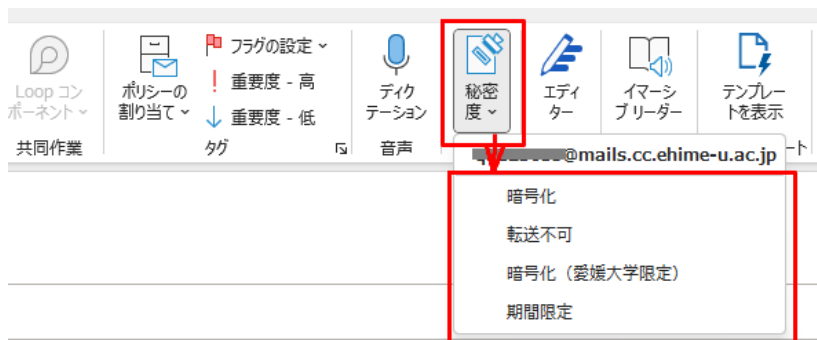 Loop コン
ポーネント
共同作業
ポリシーの
割り当て
フラグの設定
重要度 - 高
重要度 - 低
タグ
ディク
テーション
音声
秘密
度
エディ
ター
イマーシ
ブ リーダー
テンプレー
トを表示
ート
@mails.cc.ehime-u.ac.jp
暗号化
転送不可
暗号化（愛媛大学限定）
期間限定